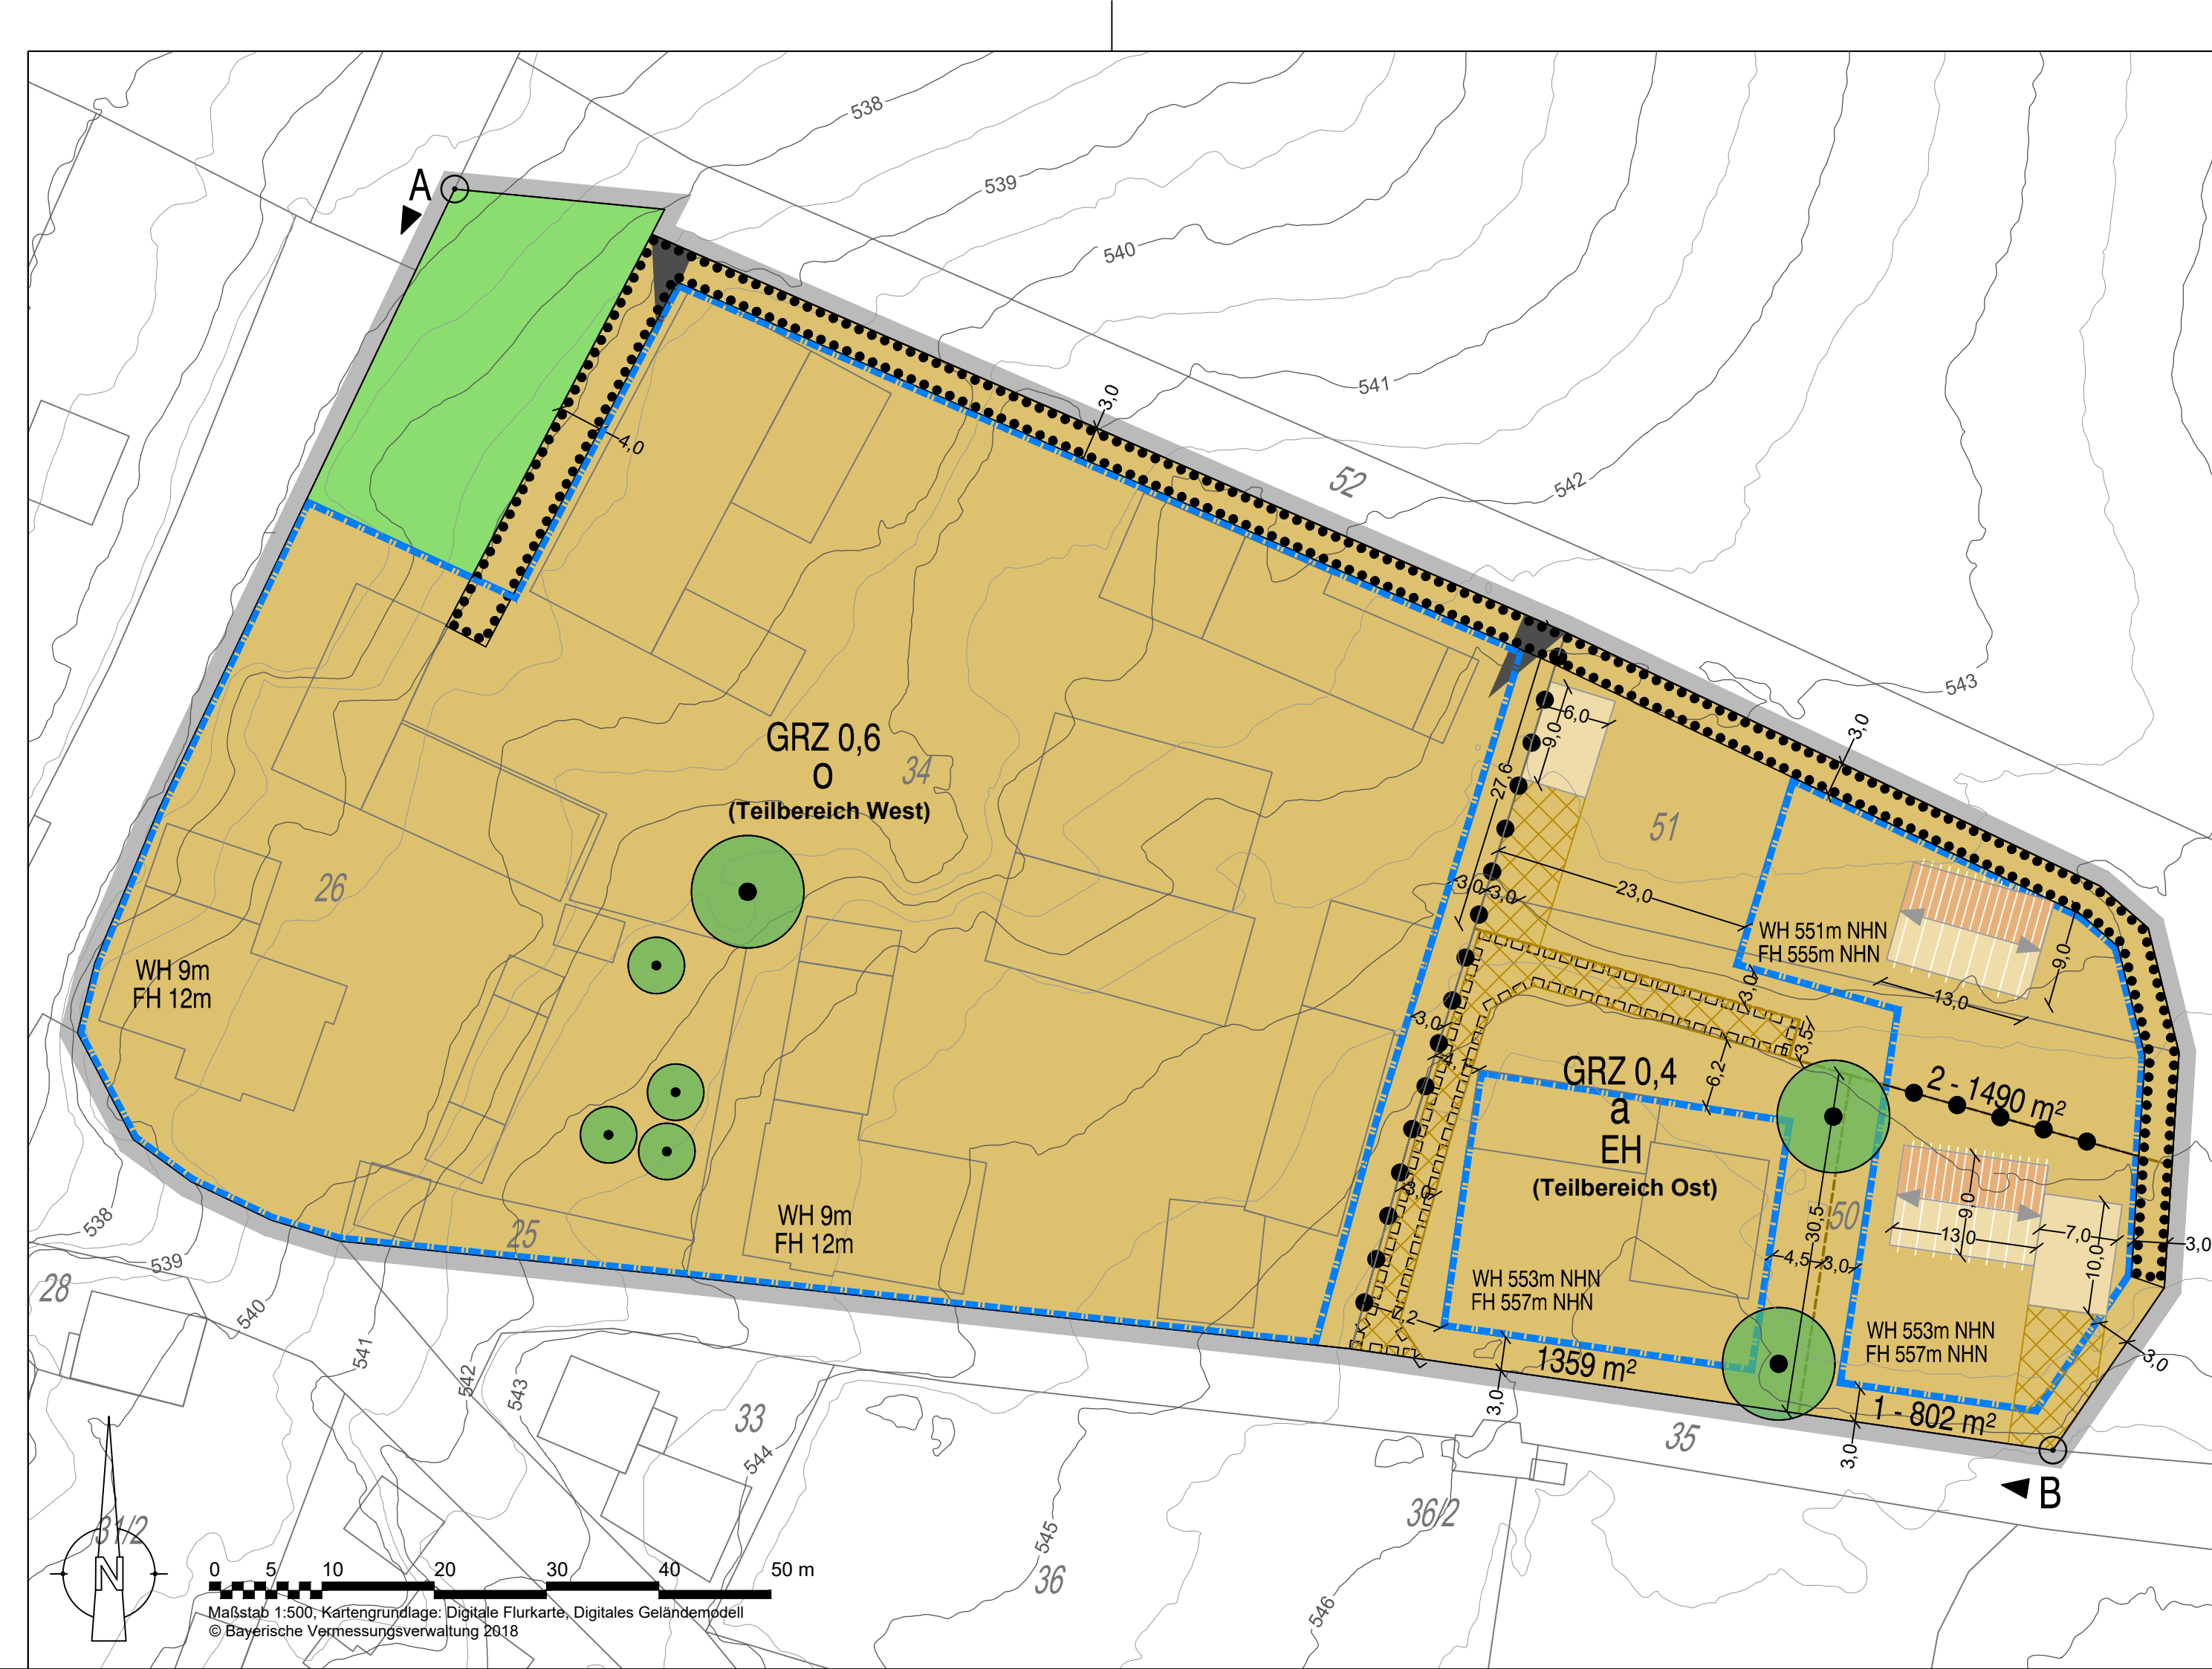 538
A
539
540
3,0
541
4,0
52
542
543
3,0
6,0
9,0
27,6
GRZ 0,6
o
(Teilbereich West)
34
51
26
3,0
3,0
23,0
WH 551m NHN
FH 555m NHN
9,0
13,0
3,0
WH 9m
FH 12m
3,0
3,5
6,2
GRZ 0,4
a
EH
(Teilbereich Ost)
2 - 1490 m²
3,0
30,5
50
9,0
13,0
7,0
10,0
3,0
4,5
3,0
WH 9m
FH 12m
25
538
539
28
540
541
542
543
WH 553m NHN
FH 557m NHN
WH 553m NHN
FH 557m NHN
3,0
1359 m²
3,0
1 - 802 m²
3,0
33
544
35
B
36/2
31/2
N
545
36
546
0 5 10 20 30 40 50 m
Maßstab 1:500, Kartengrundlage: Digitale Flurkarte, Digitales Geländemodell
© Bayerische Vermessungsverwaltung 2018